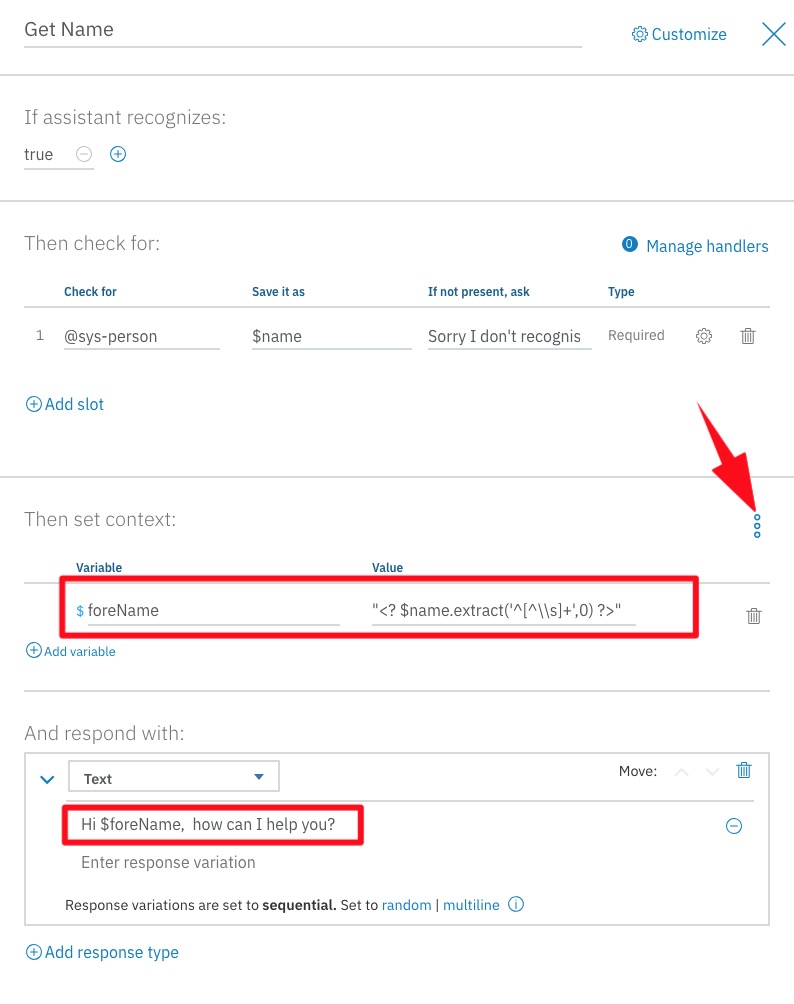 Get Name
Customize
If assistant recognizes:
true
Then check for:
0 Manage handlers
Check for Save it as If not present, ask Type
1 @sys-person $name Sorry I don't recognis Required
Add slot
Then set context:
Variable Value
$ foreName "<? $name.extract('^[^\\s]+',0) ?>"
Add variable
And respond with:
Text Move:
Hi $foreName,  how can I help you?
Enter response variation
Response variations are set to sequential. Set to random | multiline
Add response type